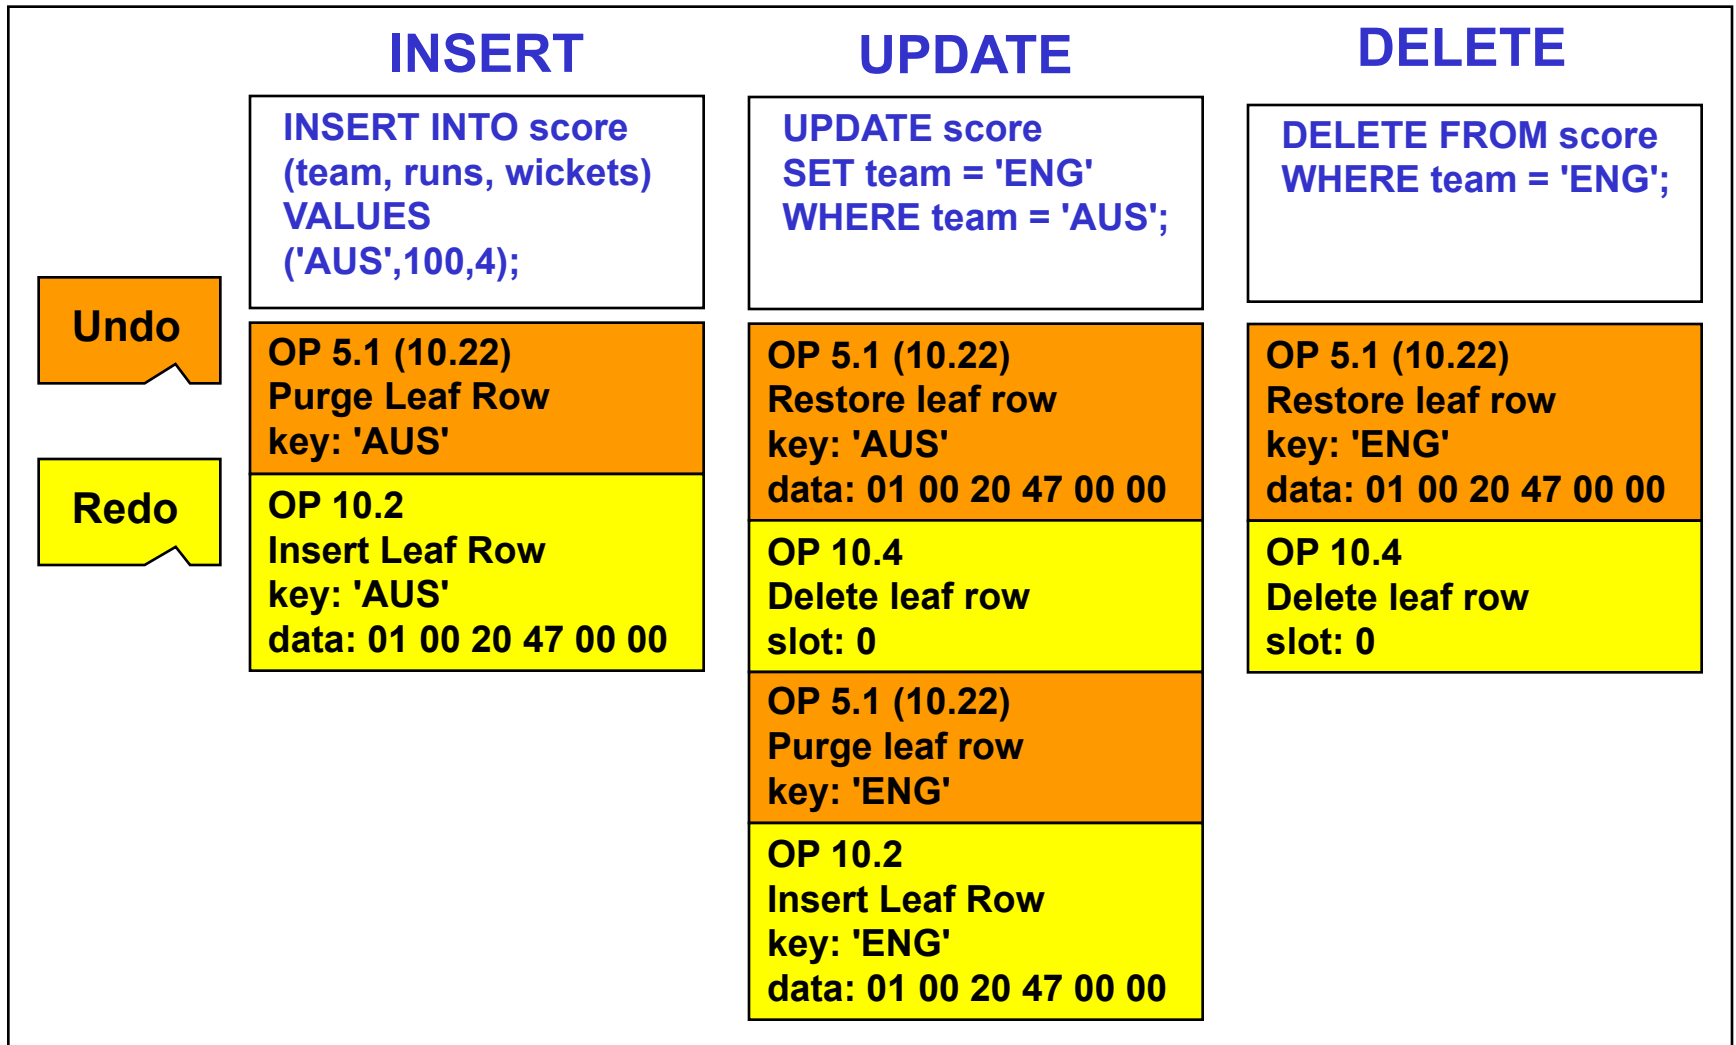 INSERT
INSERT INTO score
(team, runs, wickets)
VALUES
('AUS',100,4);
UPDATE
UPDATE score
SET team = 'ENG'
WHERE team = 'AUS';
DELETE
DELETE FROM score
WHERE team = 'ENG';
Undo
Redo
OP 5.1 (10.22)
Purge Leaf Row
key: 'AUS'
OP 10.2
Insert Leaf Row
key: 'AUS'
data: 01 00 20 47 00 00
OP 5.1 (10.22)
Restore leaf row
key: 'AUS'
data: 01 00 20 47 00 00
OP 10.4
Delete leaf row
slot: 0
OP 5.1 (10.22)
Purge leaf row
key: 'ENG'
OP 10.2
Insert Leaf Row
key: 'ENG'
data: 01 00 20 47 00 00
OP 5.1 (10.22)
Restore leaf row
key: 'ENG'
data: 01 00 20 47 00 00
OP 10.4
Delete leaf row
slot: 0